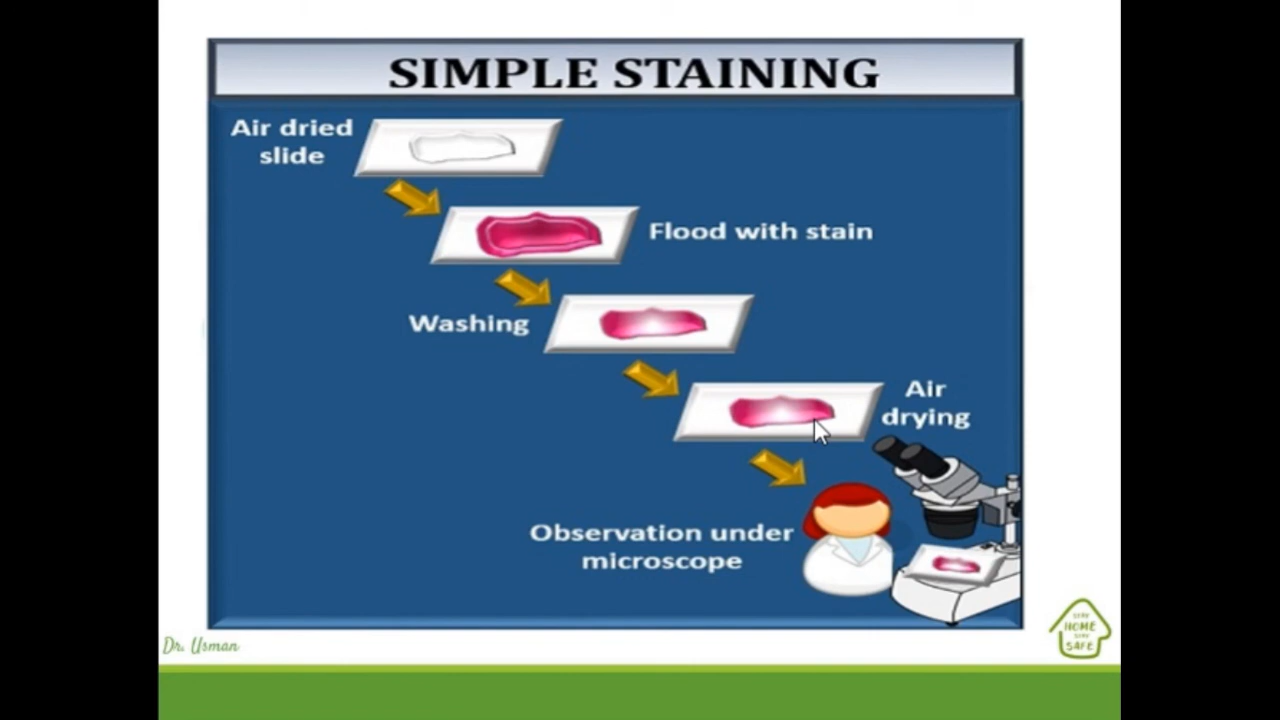 SIMPLE STAINING
Air dried
slide
Flood with stain
Washing
Air
drying
Observation under
microscope
Dr. Usman
STAY
HOME
STAY
SAFE